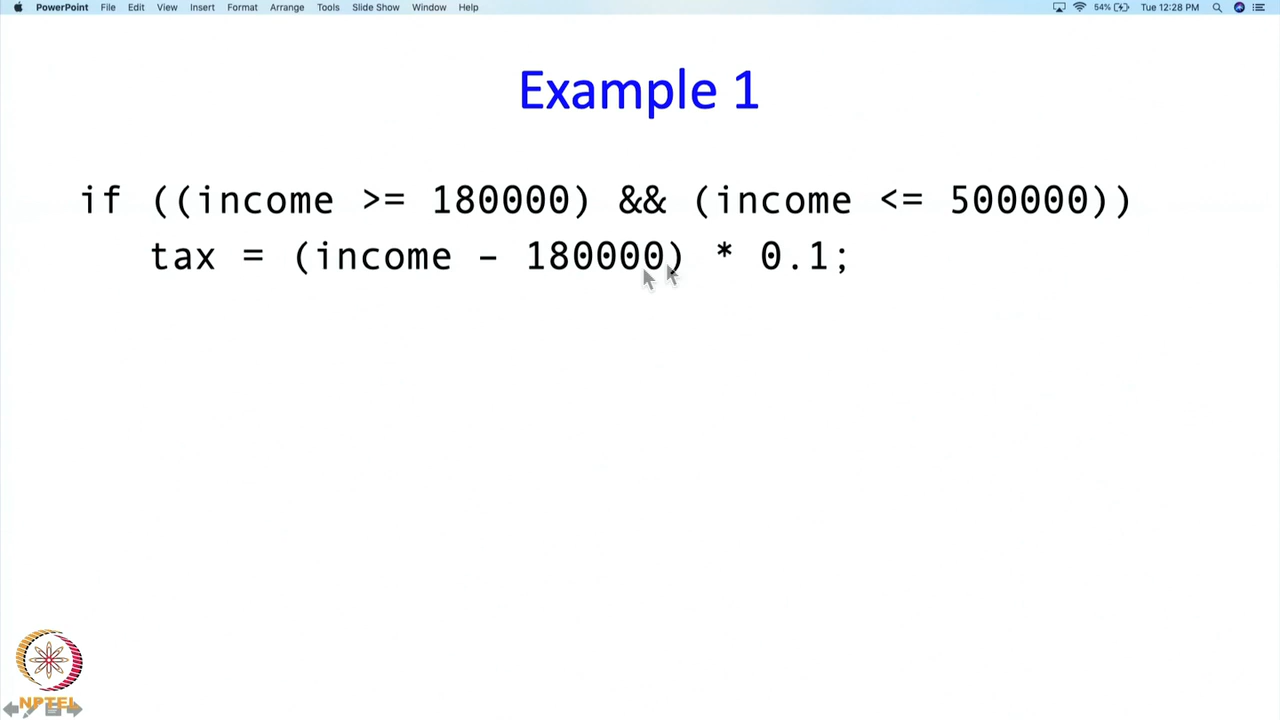 PowerPoint File Edit View Insert Format Arrange Tools Slide Show Window Help 54% Tue 12:28 PM
Example 1
if ((income >= 180000) && (income <= 500000))
tax = (income – 180000) * 0.1;
NPTEL